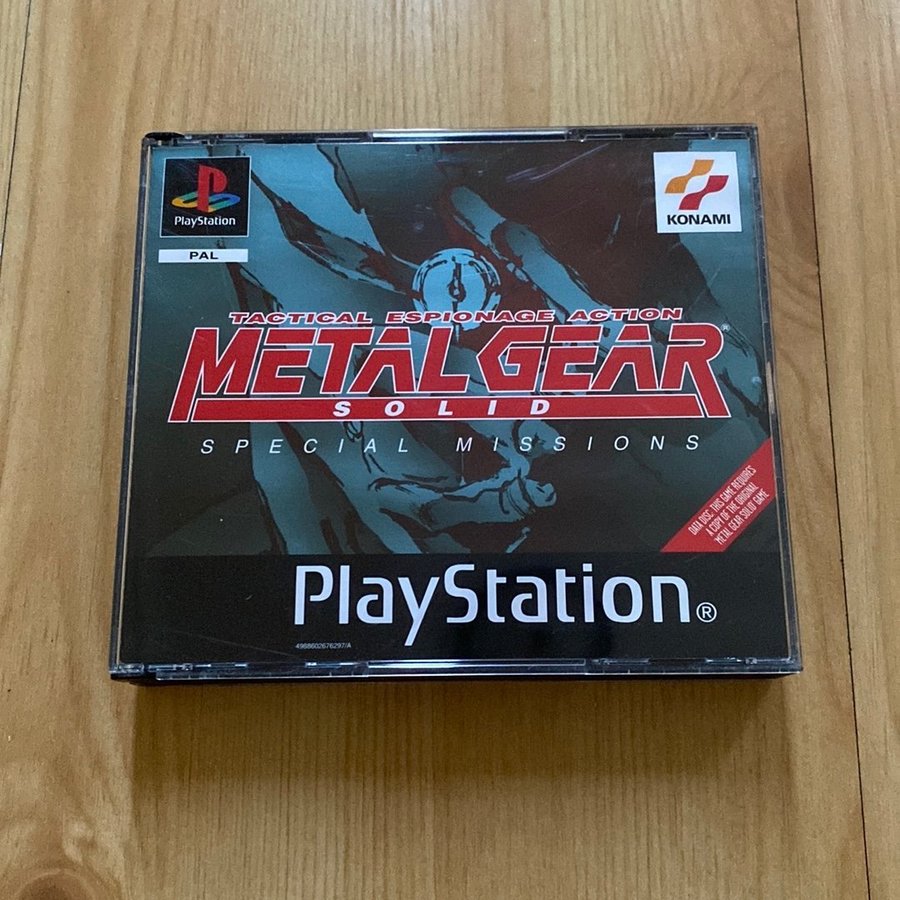 PlayStation
PAL
KONAMI
TACTICAL ESPIONAGE ACTION
METAL GEAR®
SOLID
SPECIAL MISSIONS
DATA DISC: THIS GAME REQUIRES
A COPY OF THE ORIGINAL
METAL GEAR SOLID GAME
PlayStation®
4988602676297/A